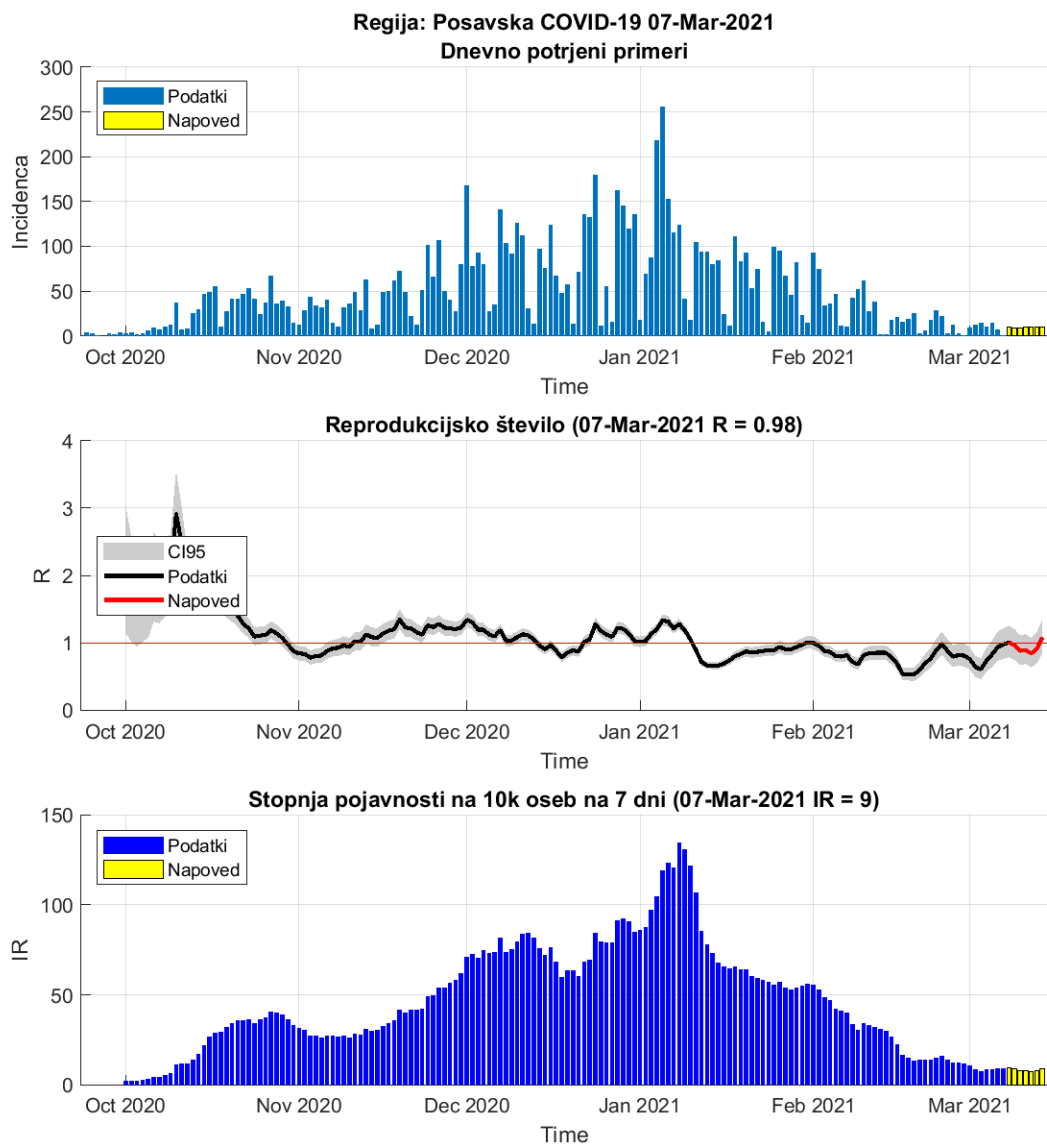 Regija: Posavska COVID-19 07-Mar-2021
Dnevno potrjeni primeri
300
250
200
150
100
50
0
Incidenca
Podatki
Napoved
Oct 2020 Nov 2020 Dec 2020 Jan 2021 Feb 2021 Mar 2021
Time
Reprodukcijsko število (07-Mar-2021 R = 0.98)
4
3
2
1
0
R
CI95
Podatki
Napoved
Oct 2020 Nov 2020 Dec 2020 Jan 2021 Feb 2021 Mar 2021
Time
Stopnja pojavnosti na 10k oseb na 7 dni (07-Mar-2021 IR = 9)
150
100
50
0
IR
Podatki
Napoved
Oct 2020 Nov 2020 Dec 2020 Jan 2021 Feb 2021 Mar 2021
Time